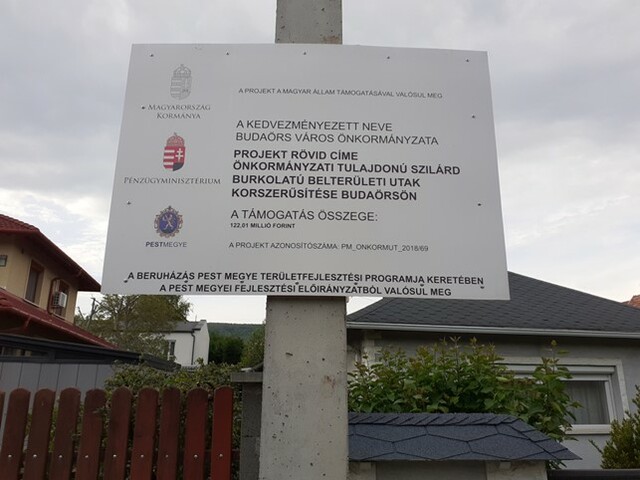 A PROJEKT A MAGYAR ÁLLAM TÁMOGATÁSÁVAL VALÓSUL MEG
MAGYARORSZÁG
KORMÁNYA
A KEDVEZMÉNYEZETT NEVE
BUDAÖRS VÁROS ÖNKORMÁNYZATA
PROJEKT RÖVID CÍME
ÖNKORMÁNYZATI TULAJDONÚ SZILÁRD
BURKOLATÚ BELTERÜLETI UTAK
KORSZERŰSÍTÉSE BUDAÖRSÖN
PÉNZÜGYMINISZTÉRIUM
A TÁMOGATÁS ÖSSZEGE:
122,01 MILLIO FORINT
PESTMEGYE
A PROJEKT AZONOSÍTÓSZÁMA: PM_ONKORMUT_2018/69
A BERUHÁZÁS PEST MEGYE TERÜLETFEJLESZTÉSI PROGRAMJA KERETÉBEN
A PEST MEGYEI FEJLESZTÉSI ELŐIRÁNYZATBÓL VALÓSUL MEG